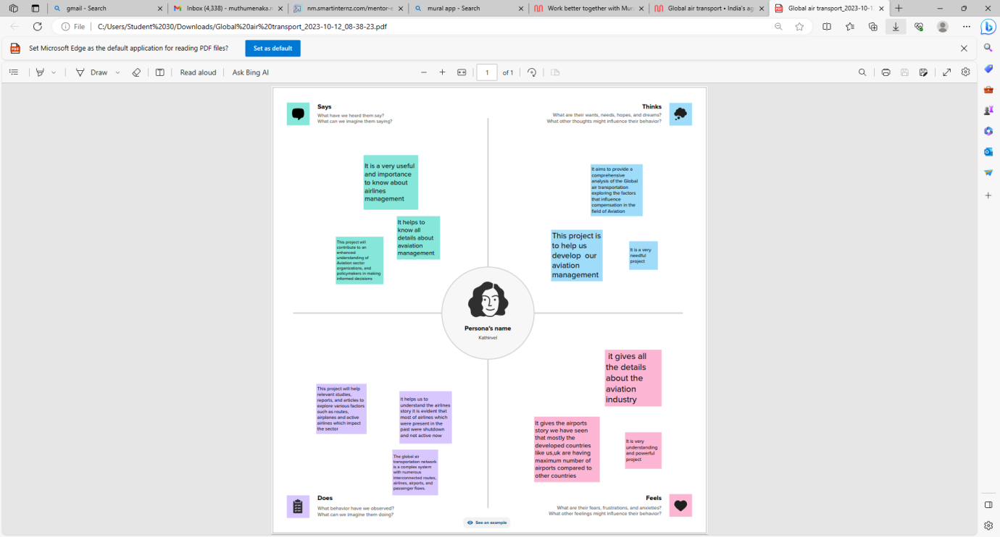 gmail - Search
Inbox (4,338) - muthumenaka.n
nm.smartinternz.com/mentor-e
mural app - Search
Work better together with Mur
Global air transport • India's ag
Global air transport_2023-10-12
File
C:/Users/Student%2030/Downloads/Global%20air%20transport_2023-10-12_08-38-23.pdf
Set Microsoft Edge as the default application for reading PDF files?
Set as default
Draw
Read aloud
Ask Bing AI
1
of 1
Says
What have we heard them say?
What can we imagine them saying?
Thinks
What are their wants, needs, hopes, and dreams?
What other thoughts might influence their behavior?
It is a very useful
and importance
to know about
airlines
management
It helps to
know all
details about
avaiation
management
This project will
contribute to an
enhanced
understanding of
Aviation sector
organizations, and
policymakers in making
informed decisions
It aims to provide a
comprehensive
analysis of the Global
air transportation
exploring the factors
that influence
compensation in the
field of Aviation
This project is
to help us
develop our
aviation
management
It is a very
needful
project
Persona's name
Kathirvel
This project will help
relevant studies,
reports, and articles to
explore various factors
such as routes,
airplanes and active
airlines which impact
the sector
It helps us to
understand the airlines
story it is evident that
most of airlines which
were present in the
past were shutdown
and not active now
The global air
transportation network
is a complex system
with numerous
interconnected routes,
airlines, airports, and
passenger flows.
it gives all
the details
about the
aviation
industry
It gives the airports
story we have seen
that mostly the
developed countries
like us,uk are having
maximum number of
airports compared to
other countries
It is very
understanding
and powerful
project
Does
What behavior have we observed?
What can we imagine them doing?
Feels
What are their fears, frustrations, and anxieties?
What other feelings might influence their behavior?
See an example